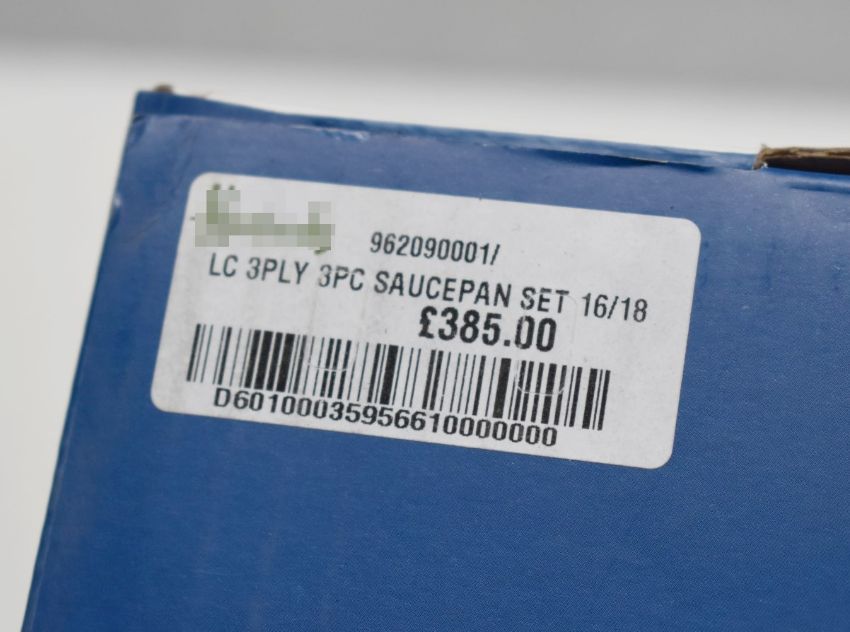 962090001/
LC 3PLY 3PC SAUCEPAN SET 16/18
£385.00
D60100035956610000000